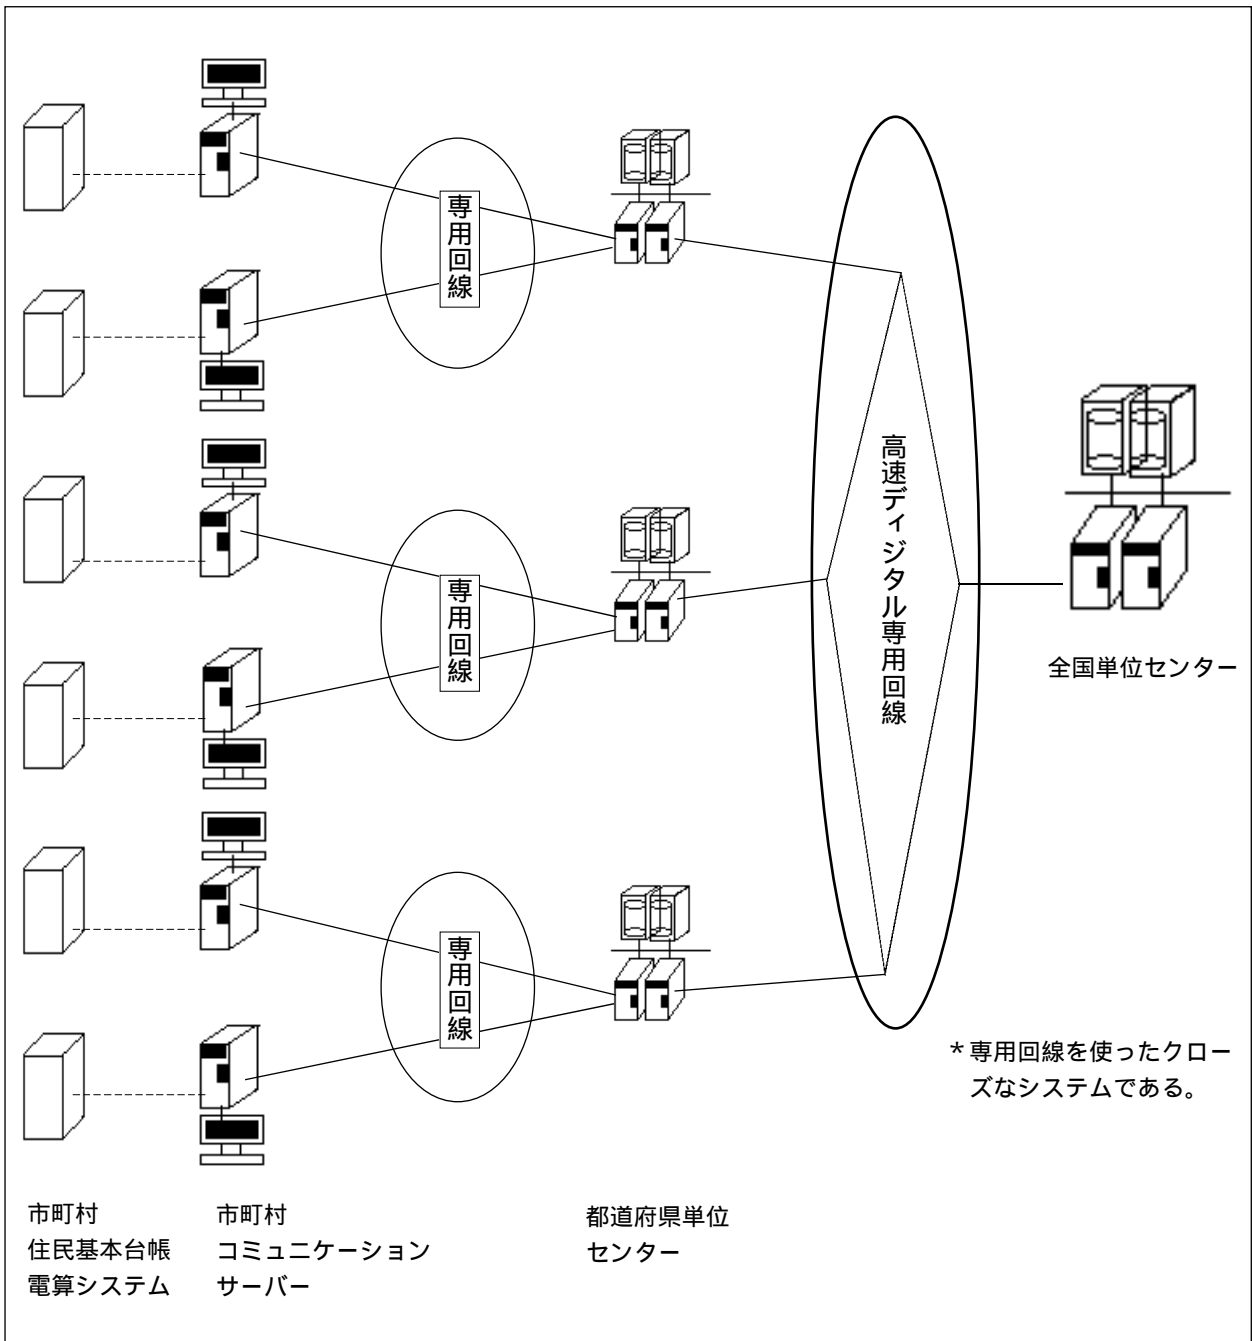 専用回線
専用回線
専用回線
高速ディジタル専用回線
全国単位センター
*専用回線を使ったクロー
ズなシステムである。
市町村
住民基本台帳
電算システム
市町村
コミュニケーション
サーバー
都道府県単位
センター